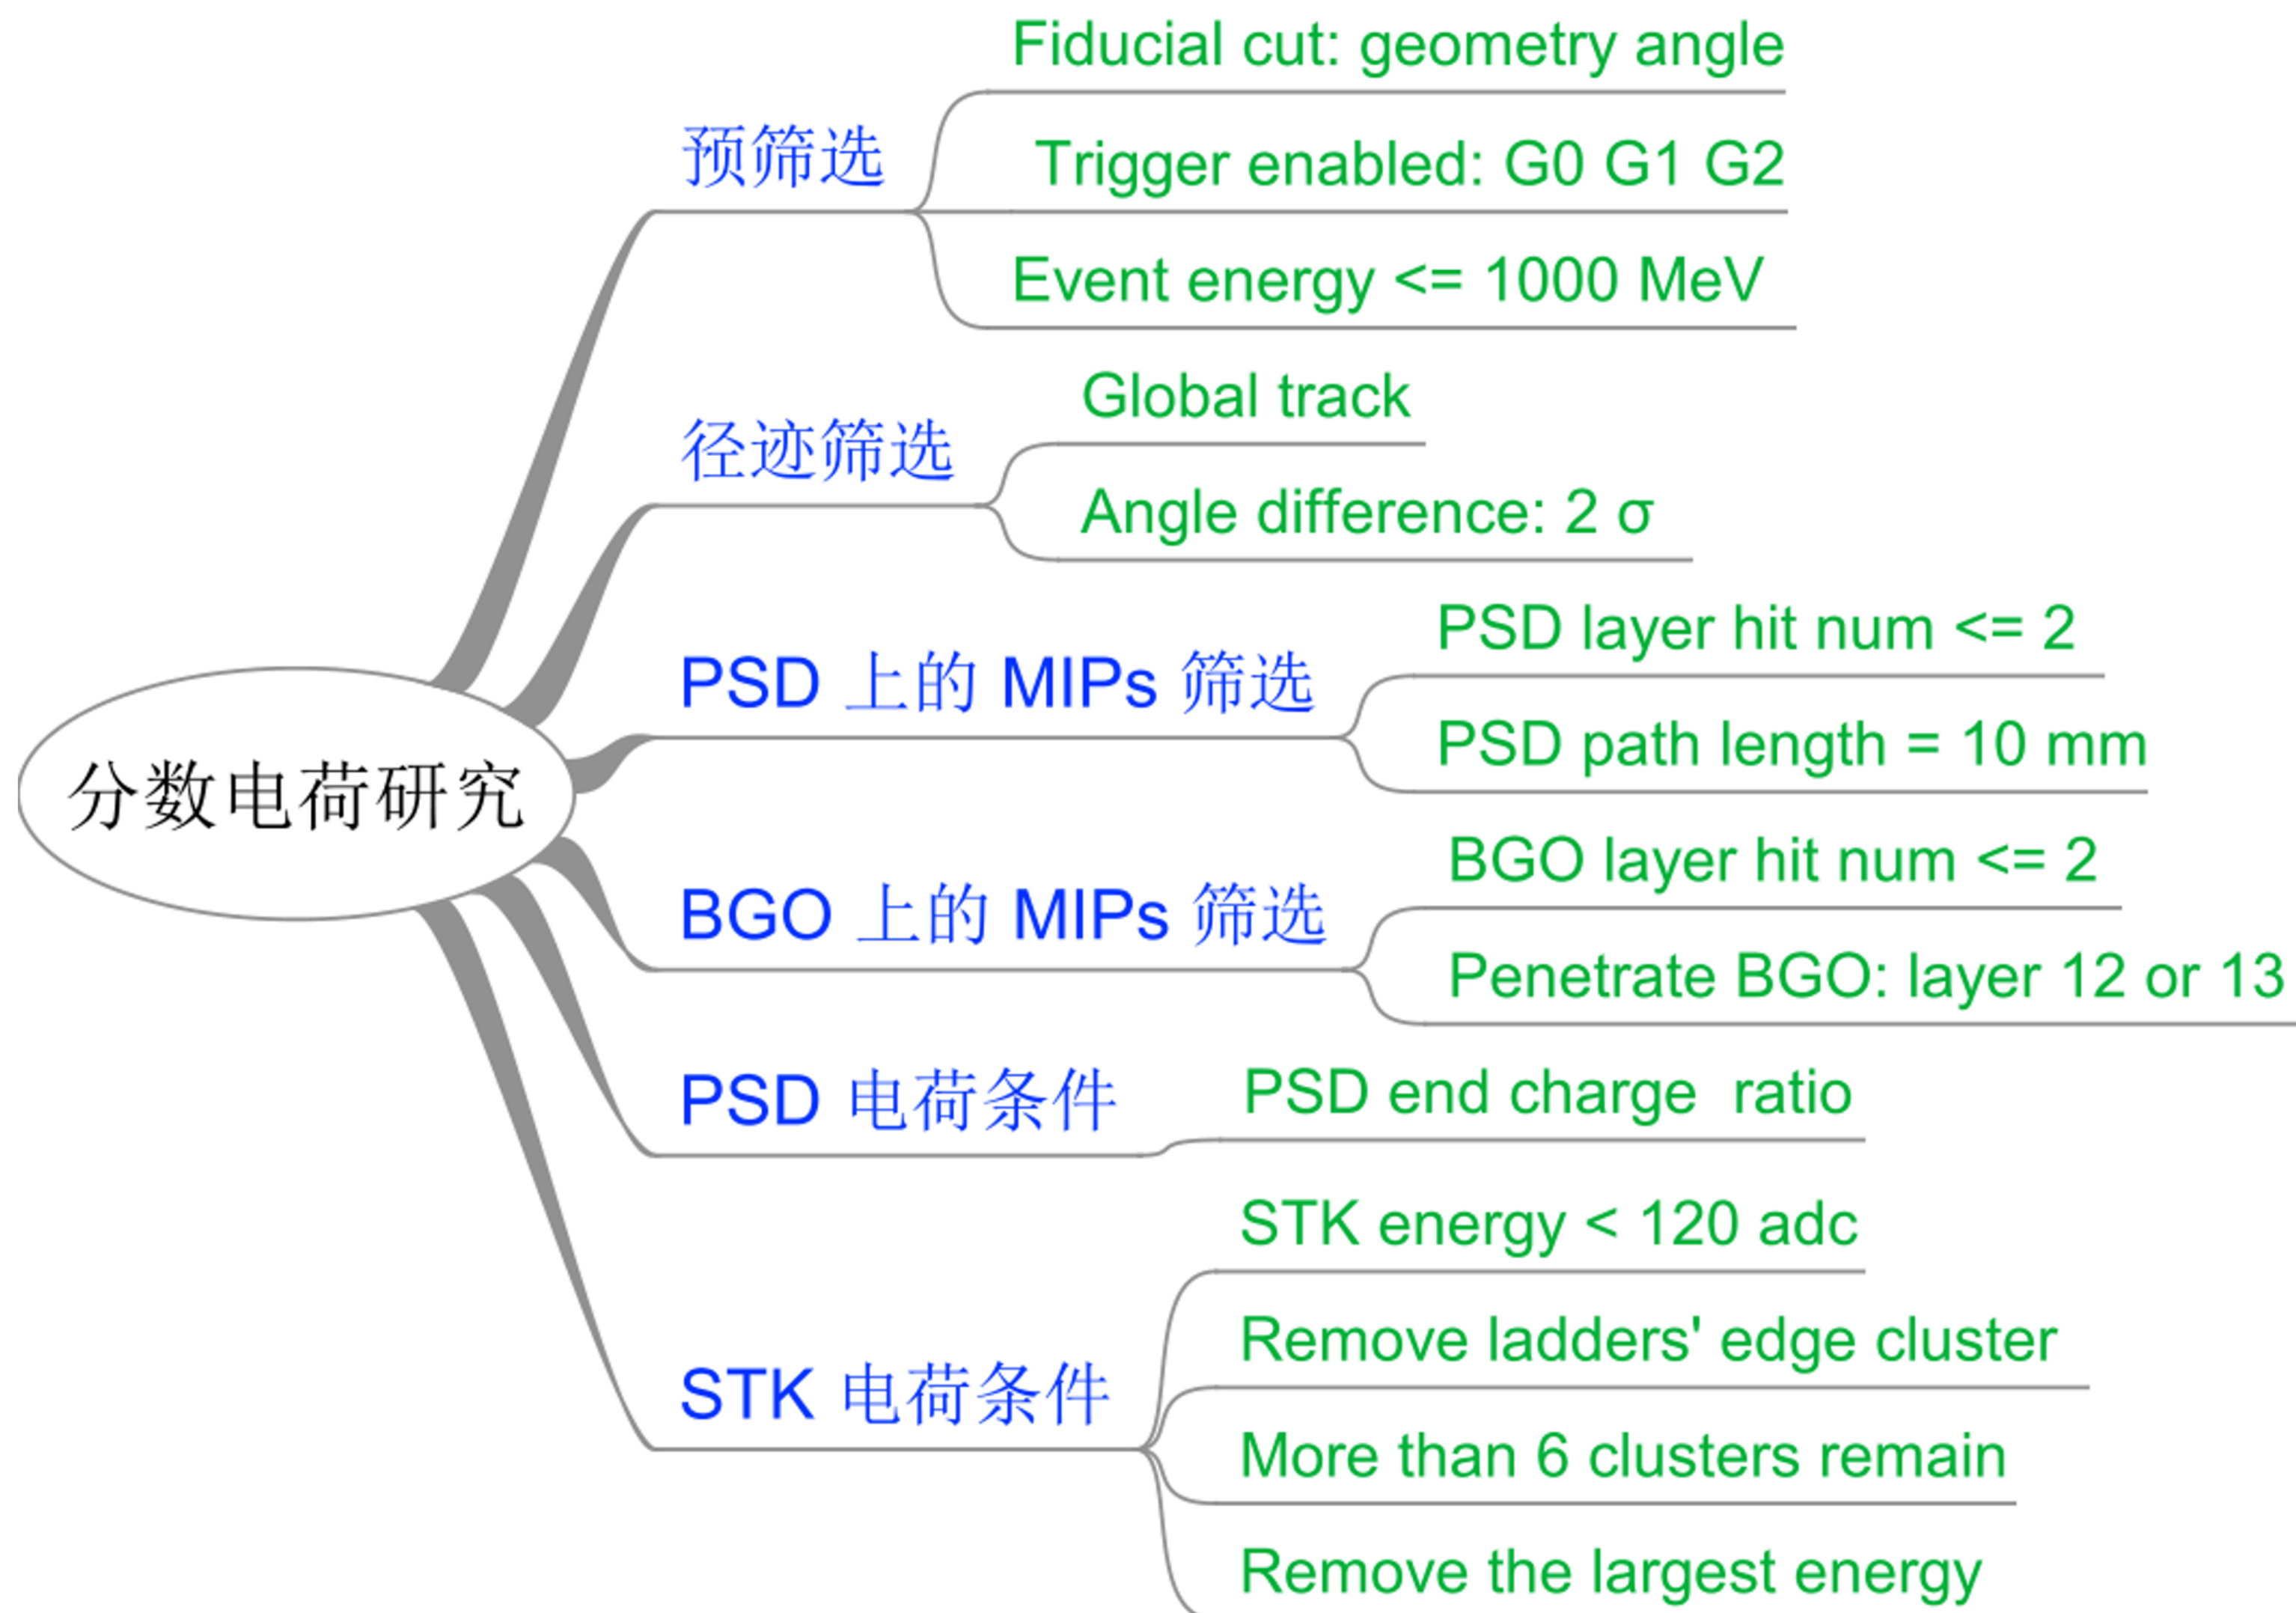 分数电荷研究
预筛选
Fiducial cut: geometry angle
Trigger enabled: G0 G1 G2
Event energy <= 1000 MeV
径迹筛选
Global track
Angle difference: 2 σ
PSD 上的 MIPs 筛选
PSD layer hit num <= 2
PSD path length = 10 mm
BGO 上的 MIPs 筛选
BGO layer hit num <= 2
Penetrate BGO: layer 12 or 13
PSD 电荷条件
PSD end charge ratio
STK 电荷条件
STK energy < 120 adc
Remove ladders' edge cluster
More than 6 clusters remain
Remove the largest energy